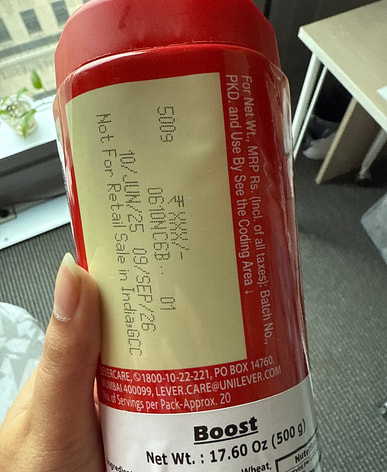 For Net Wt., MRP Rs. (Incl. of all taxes): Batch No.,
PKD. and Use By See the Coding Area ↓
500g ₹XXX/-
0610NC6B.. 01
10/JUN/25 09/SEP/26
Not For Retail Sale in India&GCC
LEVERCARE, 1800-10-22-221, PO BOX 14760,
MUMBAI 400099, LEVER.CARE@UNILEVER.COM
No. of Servings per Pack-Approx. 20
Boost
Net Wt. : 17.60 Oz (500 g)
Wheat,